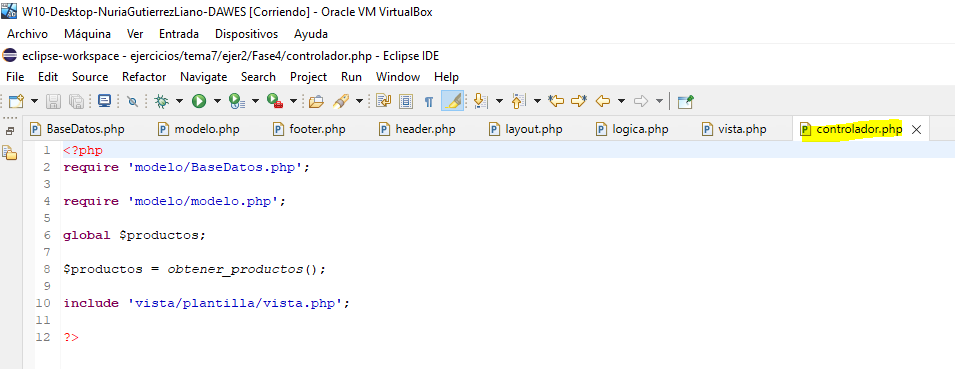 W10-Desktop-NuriaGutierrezLiano-DAWES [Corriendo] - Oracle VM VirtualBox
Archivo Máquina Ver Entrada Dispositivos Ayuda
eclipse-workspace - ejercicios/tema7/ejer2/Fase4/controlador.php - Eclipse IDE
File Edit Source Refactor Navigate Search Project Run Window Help
BaseDatos.php modelo.php footer.php header.php layout.php logica.php vista.php controlador.php
1 <?php
2 require 'modelo/BaseDatos.php';
3
4 require 'modelo/modelo.php';
5
6 global $productos;
7
8 $productos = obtener_productos();
9
10 include 'vista/plantilla/vista.php';
11
12 ?>